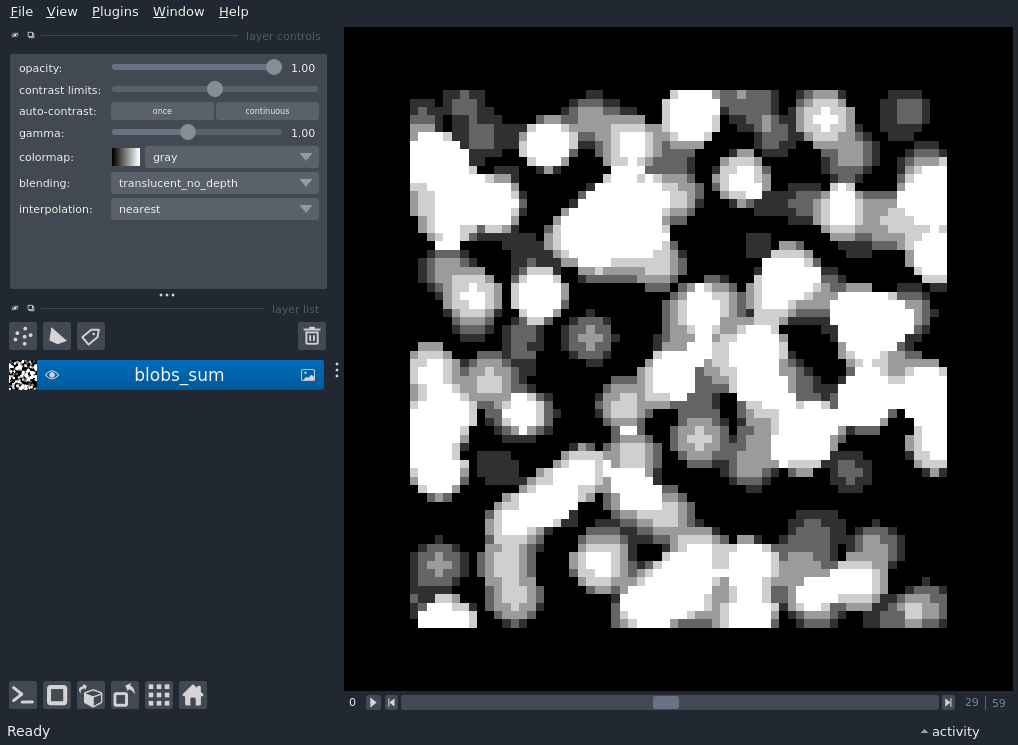 File View Plugins Window Help
layer controls
opacity: 1.00
contrast limits:
auto-contrast: once continuous
gamma: 1.00
colormap: gray
blending: translucent_no_depth
interpolation: nearest
layer list
blobs_sum
0 29 | 59
Ready activity